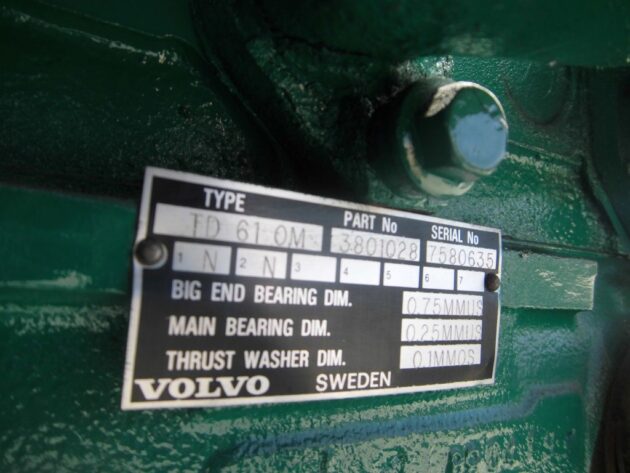 TYPE PART No SERIAL No
TD 61 0M 3801028 7580635
1 N 2 N 3 4 5 6 7
BIG END BEARING DIM. 0,75MMUS
MAIN BEARING DIM. 0,25MMUS
THRUST WASHER DIM. 0,1MMOS
VOLVO SWEDEN